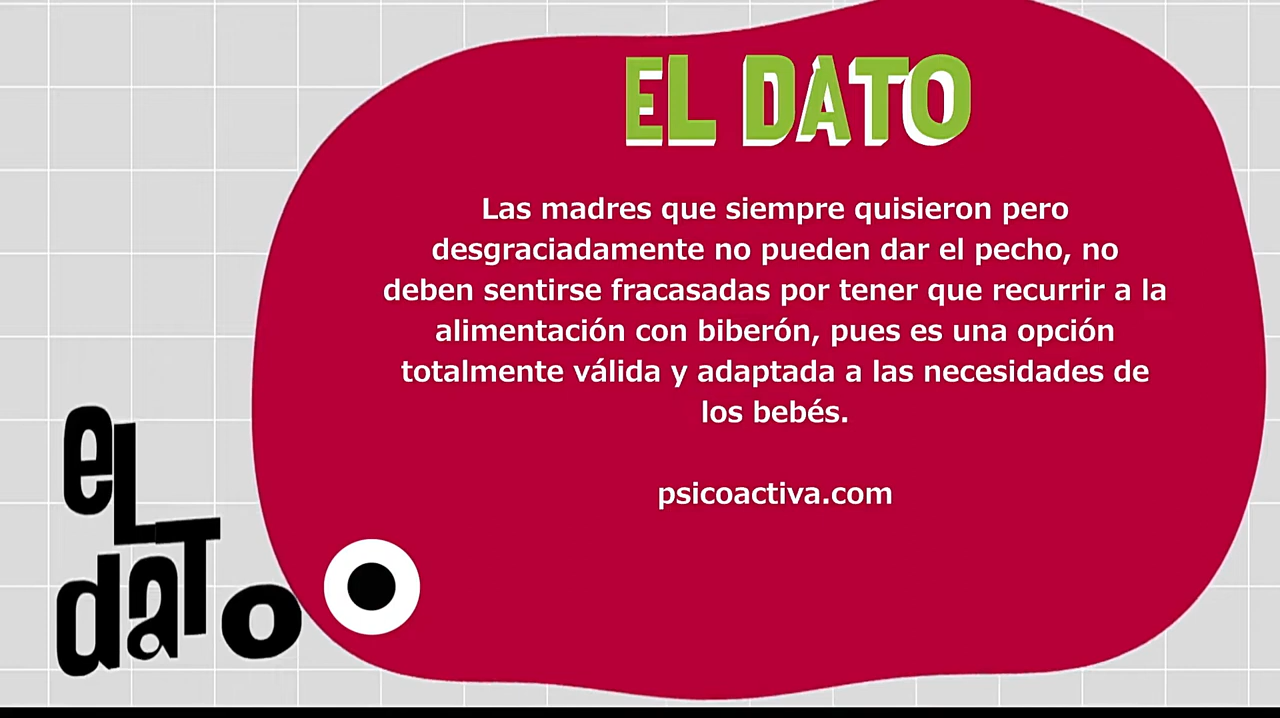 EL DATO
Las madres que siempre quisieron pero
desgraciadamente no pueden dar el pecho, no
deben sentirse fracasadas por tener que recurrir a la
alimentación con biberón, pues es una opción
totalmente válida y adaptada a las necesidades de
los bebés.
psicoactiva.com
eL
daTo